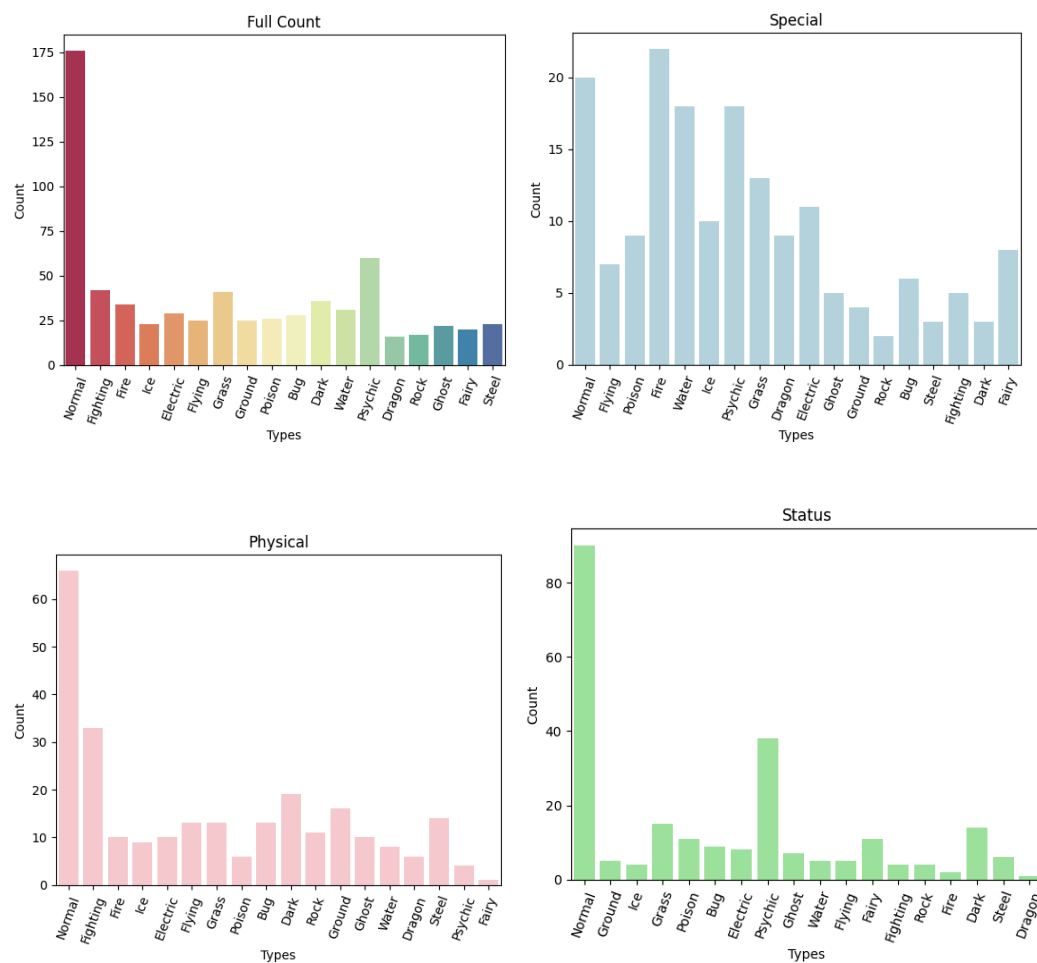 Full Count
175
150
125
100
75
50
25
0
Count
Normal
Fighting
Fire
Ice
Electric
Flying
Grass
Ground
Poison
Bug
Dark
Water
Psychic
Dragon
Rock
Ghost
Fairy
Steel
Types
Special
20
15
10
5
0
Count
Normal
Flying
Poison
Fire
Water
Ice
Psychic
Grass
Dragon
Electric
Ghost
Ground
Rock
Bug
Steel
Fighting
Dark
Fairy
Types
Physical
60
50
40
30
20
10
0
Count
Normal
Fighting
Fire
Ice
Electric
Flying
Grass
Poison
Bug
Dark
Rock
Ground
Ghost
Water
Dragon
Steel
Psychic
Fairy
Types
Status
80
60
40
20
0
Count
Normal
Ground
Ice
Grass
Poison
Bug
Electric
Psychic
Ghost
Water
Flying
Fairy
Fighting
Rock
Fire
Dark
Steel
Dragon
Types